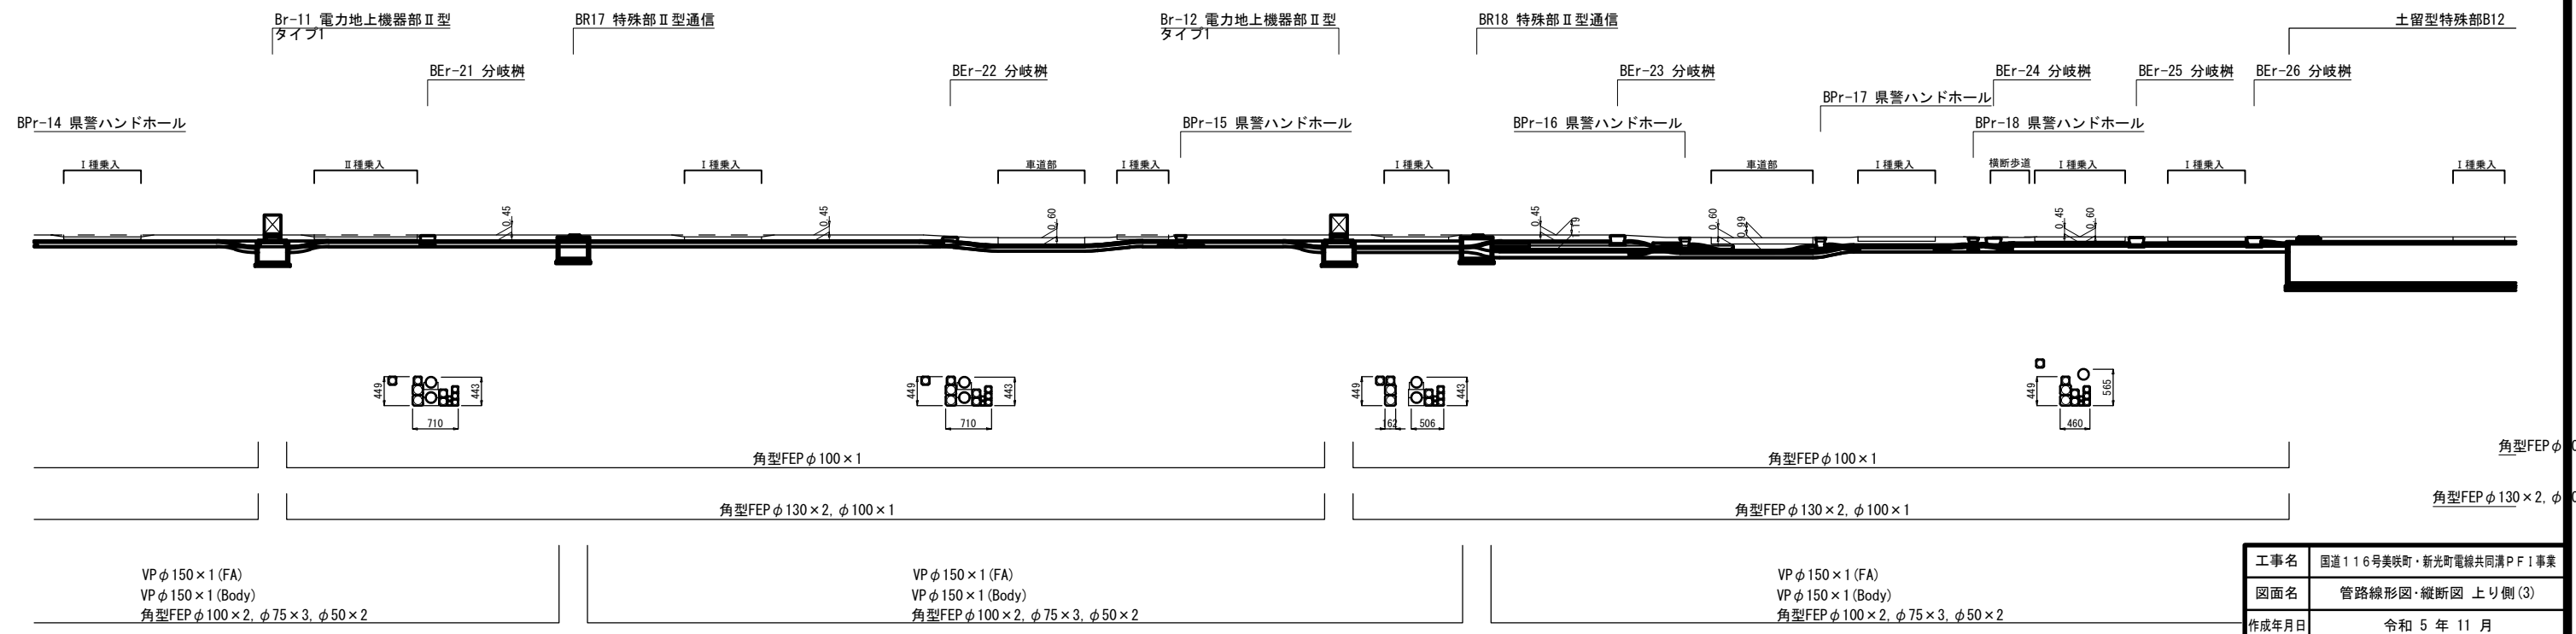 Br-11 電力地上機器部Ⅱ型
タイプ1
BR17 特殊部Ⅱ型通信
Br-12 電力地上機器部Ⅱ型
タイプ1
BR18 特殊部Ⅱ型通信
土留型特殊部B12
BEr-21 分岐桝
BEr-22 分岐桝
BEr-23 分岐桝
BEr-24 分岐桝
BEr-25 分岐桝
BEr-26 分岐桝
BPr-17 県警ハンドホール
BPr-14 県警ハンドホール
BPr-15 県警ハンドホール
BPr-16 県警ハンドホール
BPr-18 県警ハンドホール
Ⅰ種乗入
Ⅱ種乗入
Ⅰ種乗入
車道部
Ⅰ種乗入
Ⅰ種乗入
車道部
Ⅰ種乗入
横断歩道
Ⅰ種乗入
Ⅰ種乗入
Ⅰ種乗入
0.45
0.45
0.60
0.45
1.19
0.60
0.99
0.45
0.60
449
443
710
449
443
710
449
443
162
506
449
565
460
角型FEPφ100×1
角型FEPφ100×1
角型FEPφ
角型FEPφ130×2,φ100×1
角型FEPφ130×2,φ100×1
角型FEPφ130×2,φ
VPφ150×1(FA)
VPφ150×1(Body)
角型FEPφ100×2,φ75×3,φ50×2
VPφ150×1(FA)
VPφ150×1(Body)
角型FEPφ100×2,φ75×3,φ50×2
VPφ150×1(FA)
VPφ150×1(Body)
角型FEPφ100×2,φ75×3,φ50×2
工事名 国道116号美咲町・新光町電線共同溝PFI事業
図面名 管路線形図・縦断図 上り側(3)
作成年月日 令和 5 年 11 月